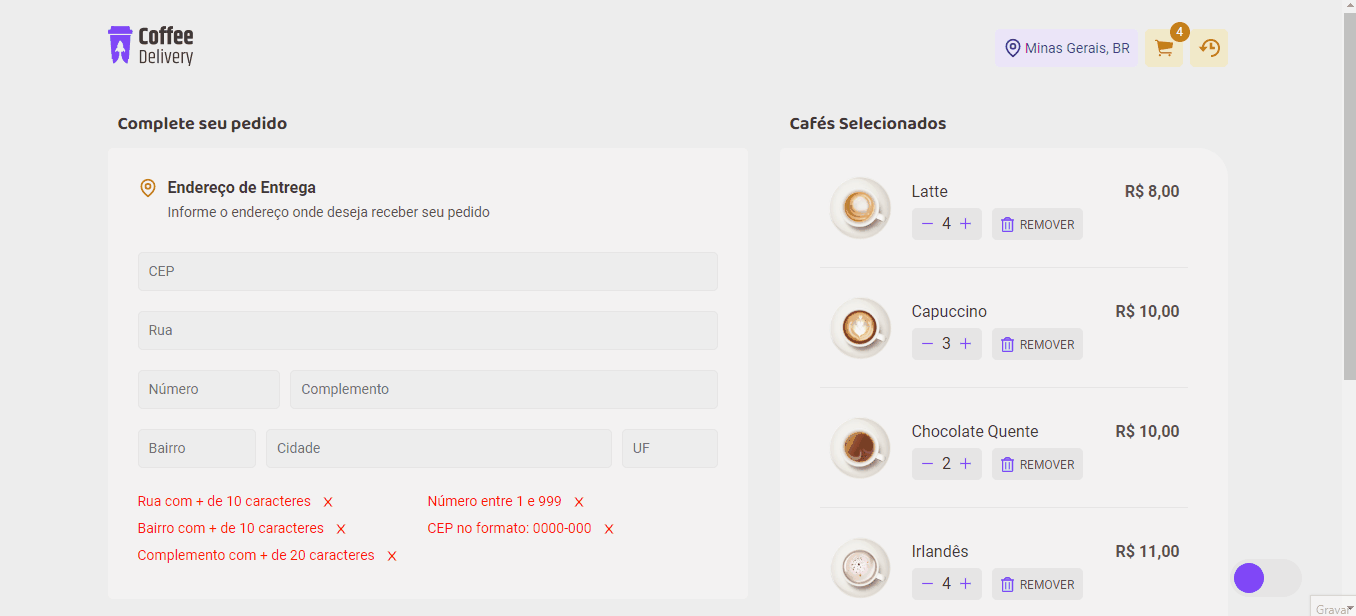 Coffee
Delivery
Minas Gerais, BR
4
Complete seu pedido
Endereço de Entrega
Informe o endereço onde deseja receber seu pedido
CEP
Rua
Número
Complemento
Bairro
Cidade
UF
Rua com + de 10 caracteres X
Número entre 1 e 999 X
Bairro com + de 10 caracteres X
CEP no formato: 0000-000 X
Complemento com + de 20 caracteres X
Cafés Selecionados
Latte
R$ 8,00
4
REMOVER
Capuccino
R$ 10,00
3
REMOVER
Chocolate Quente
R$ 10,00
2
REMOVER
Irlandês
R$ 11,00
4
REMOVER